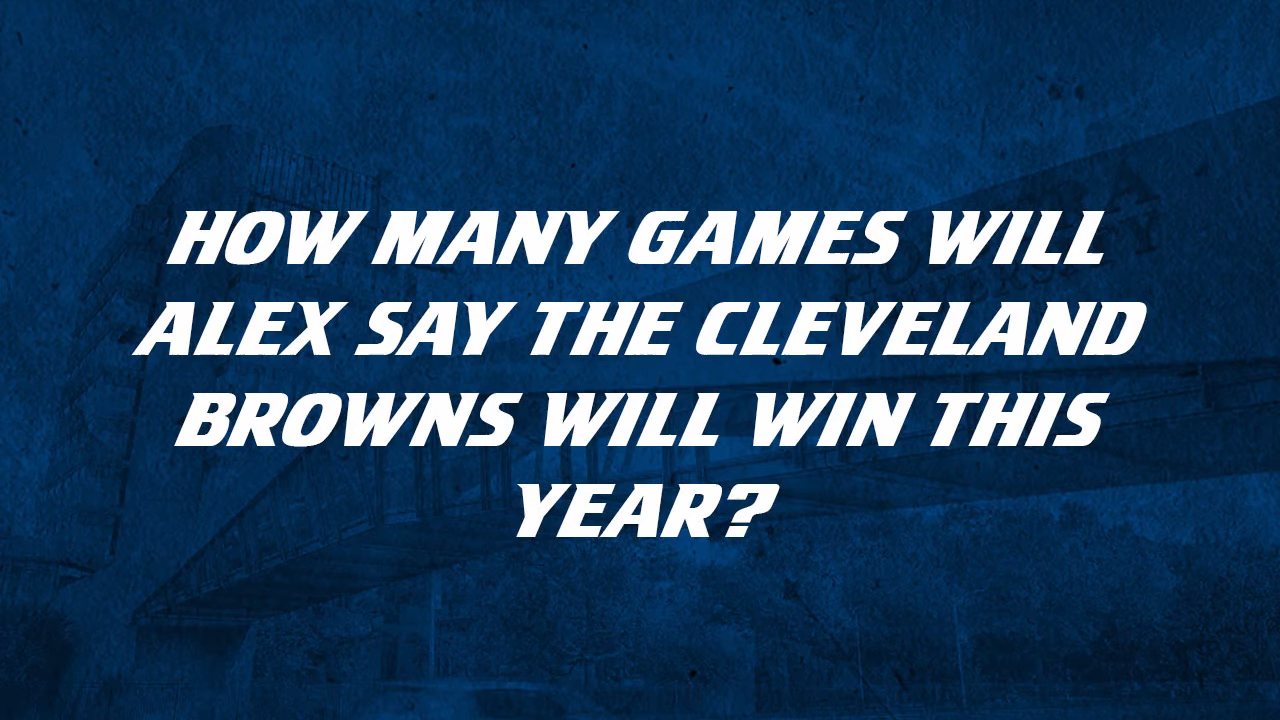 HOW MANY GAMES WILL
ALEX SAY THE CLEVELAND
BROWNS WILL WIN THIS
YEAR?